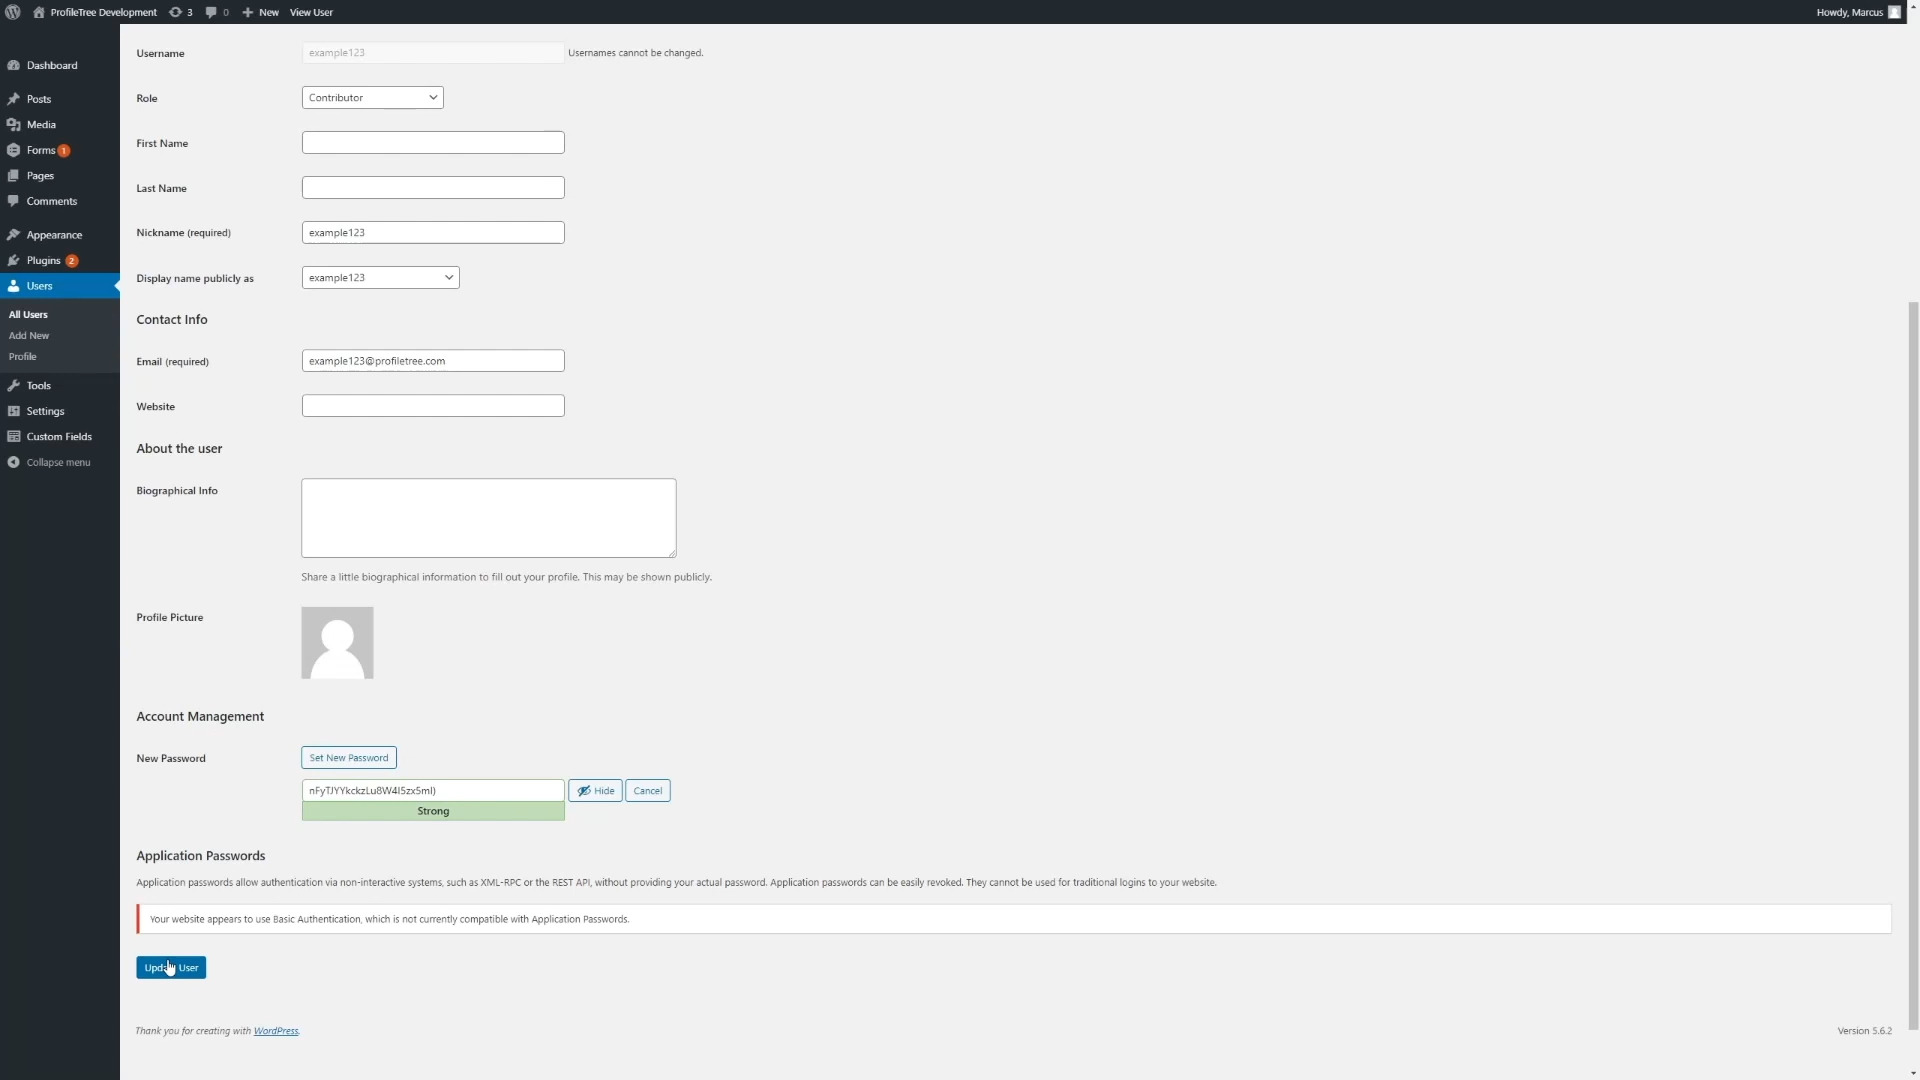 ProfileTree Development 3 0 New View User Howdy, Marcus
Dashboard
Posts
Media
Forms 1
Pages
Comments
Appearance
Plugins 2
Users
All Users
Add New
Profile
Tools
Settings
Custom Fields
Collapse menu
Username example123 Usernames cannot be changed.
Role Contributor
First Name
Last Name
Nickname (required) example123
Display name publicly as example123
Contact Info
Email (required) example123@profiletree.com
Website
About the user
Biographical Info
Share a little biographical information to fill out your profile. This may be shown publicly.
Profile Picture
Account Management
New Password Set New Password
Hide Cancel
Strong
Application Passwords
Application passwords allow authentication via non-interactive systems, such as XML-RPC or the REST API, without providing your actual password. Application passwords can be easily revoked. They cannot be used for traditional logins to your website.
Your website appears to use Basic Authentication, which is not currently compatible with Application Passwords.
User
Thank you for creating with WordPress. Version 5.6.2